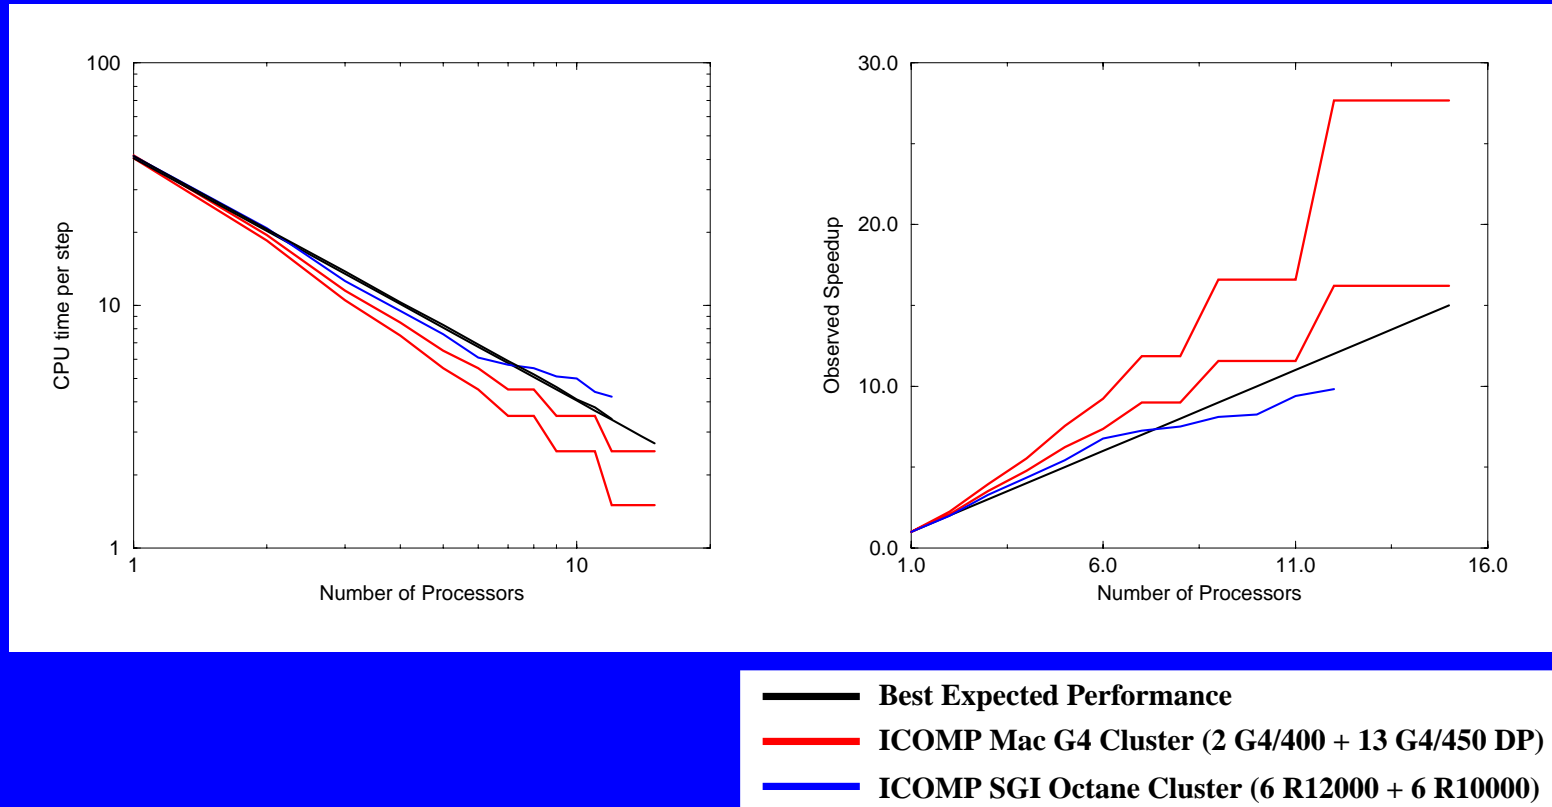 100
10
1
CPU time per step
1
10
Number of Processors
30.0
20.0
10.0
0.0
Observed Speedup
1.0
6.0
11.0
16.0
Number of Processors
Best Expected Performance
ICOMP Mac G4 Cluster (2 G4/400 + 13 G4/450 DP)
ICOMP SGI Octane Cluster (6 R12000 + 6 R10000)